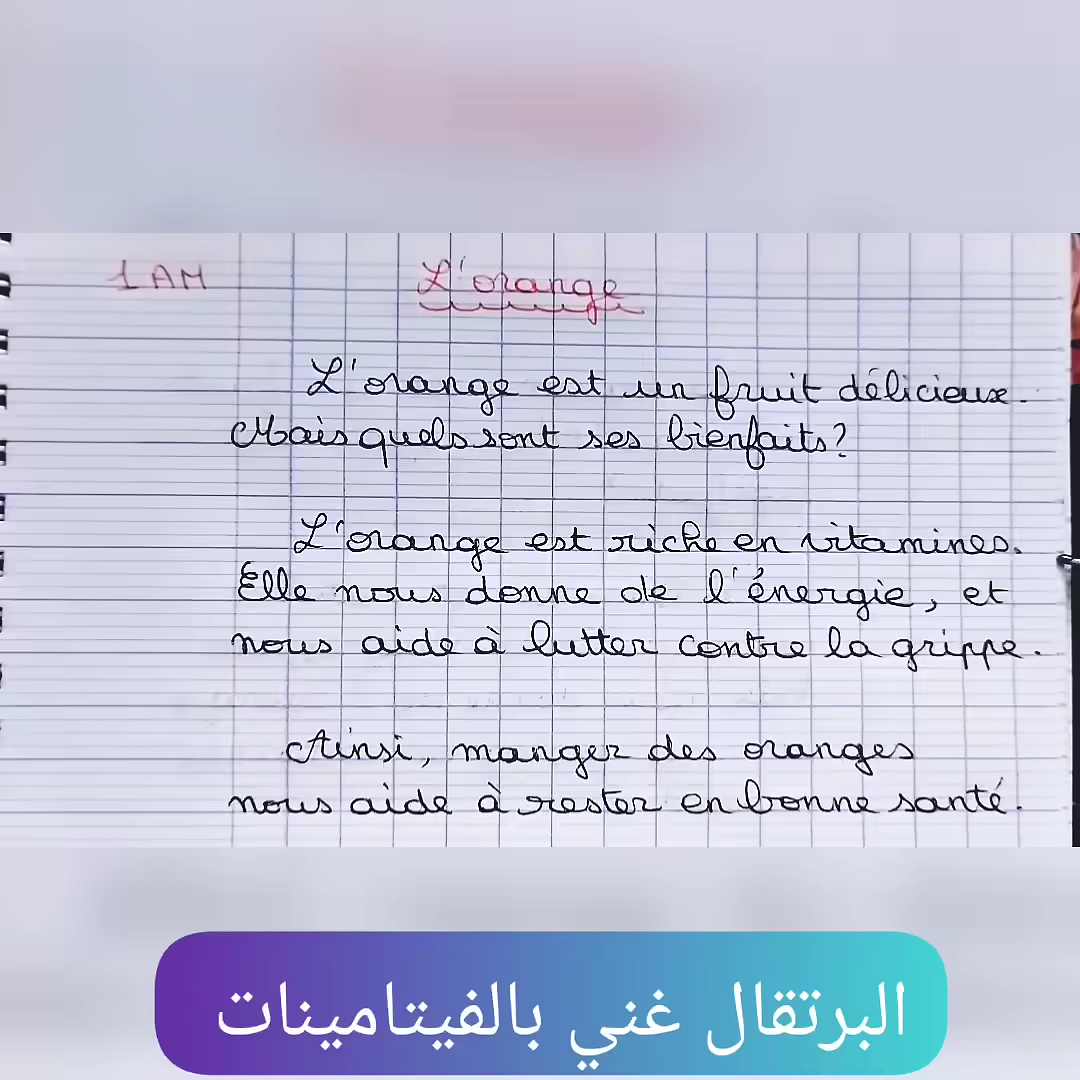 1 AM
L'orange
L'orange est un fruit délicieux.
Mais quels sont ses bienfaits?
L'orange est riche en vitamines.
Elle nous donne de l'énergie, et
nous aide à lutter contre la grippe.
Ainsi, manger des oranges
nous aide à rester en bonne santé.
البرتقال غني بالفيتامينات